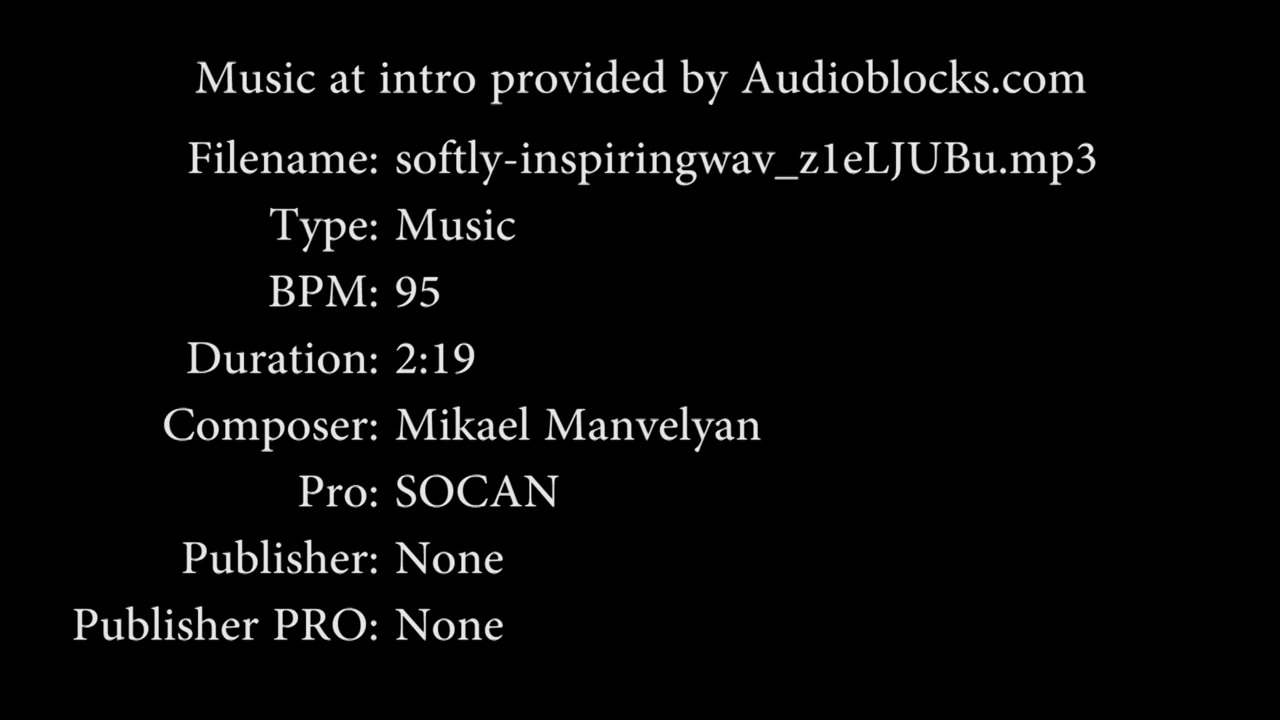 Music at intro provided by Audioblocks.com
Filename: softly-inspiringwav_z1eLJUBu.mp3
Type: Music
BPM: 95
Duration: 2:19
Composer: Mikael Manvelyan
Pro: SOCAN
Publisher: None
Publisher PRO: None